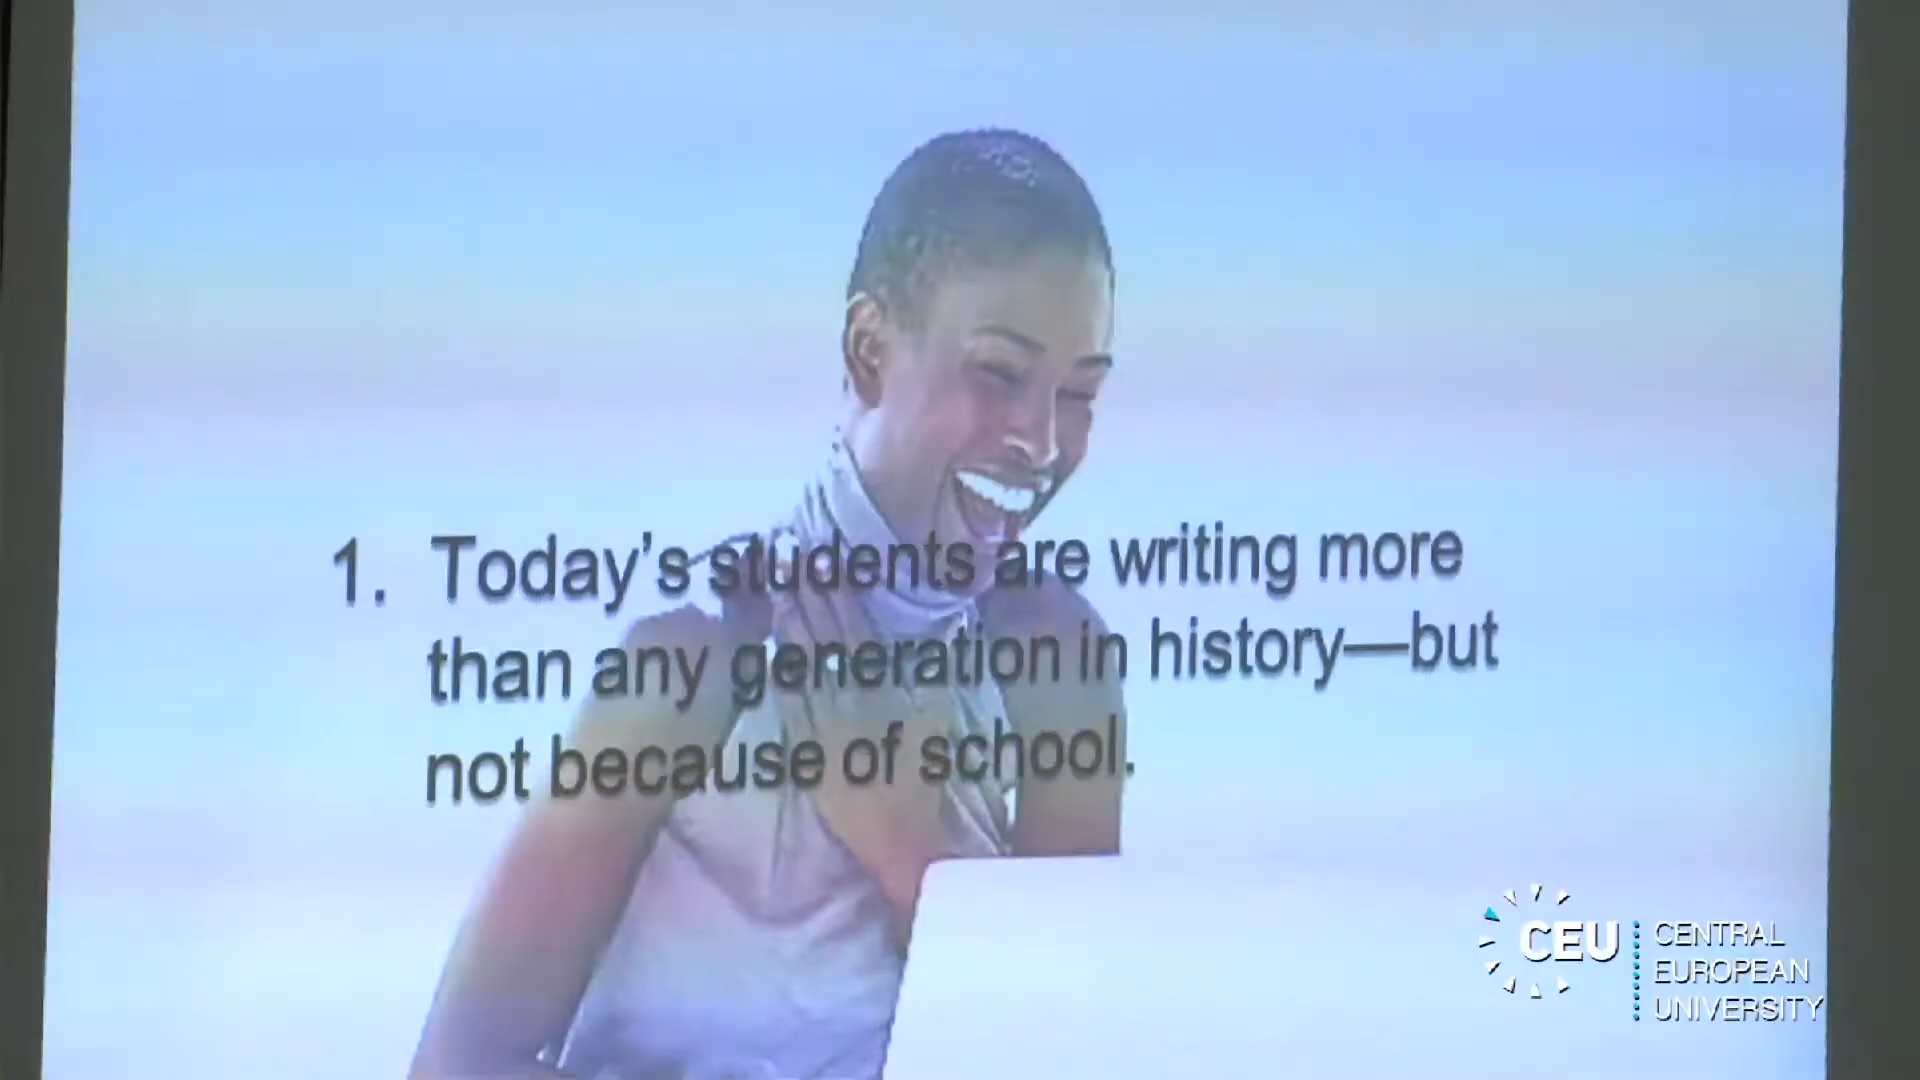 1. Today's students are writing more
than any generation in history—but
not because of school.
CEU
CENTRAL
EUROPEAN
UNIVERSITY